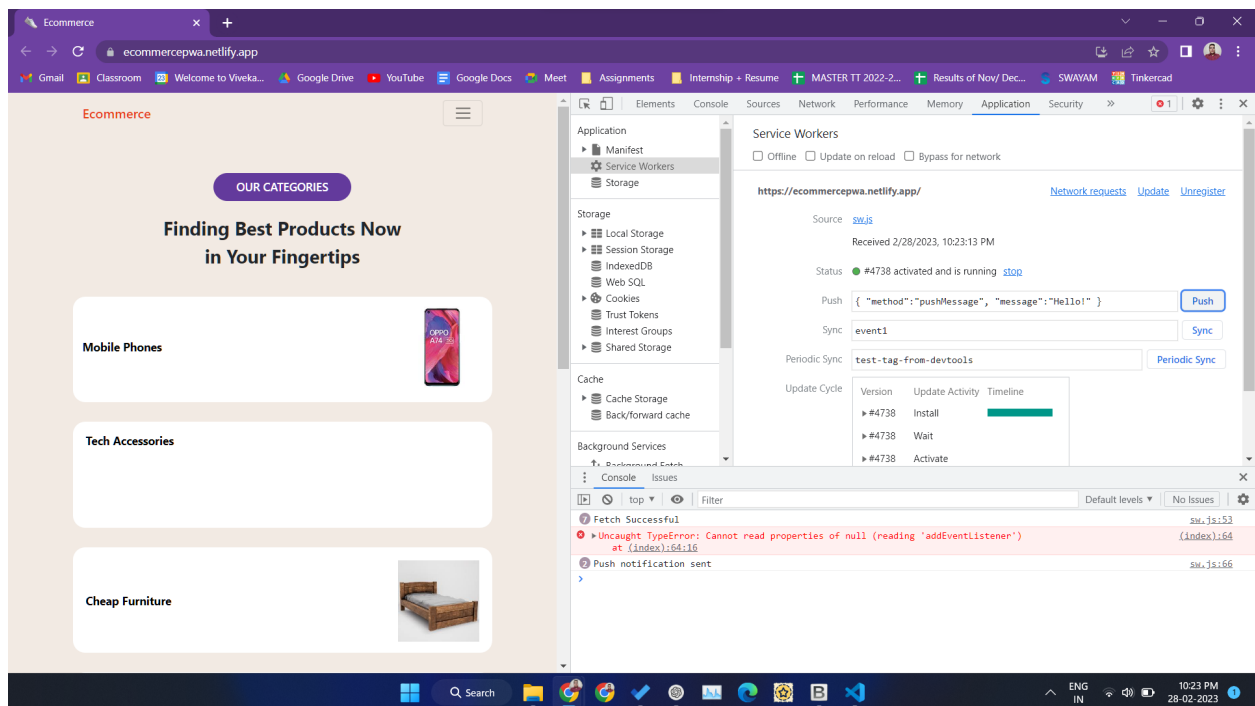 Ecommerce
ecommercepwa.netlify.app
Gmail Classroom Welcome to Viveka... Google Drive YouTube Google Docs Meet Assignments Internship + Resume MASTER TT 2022-2... Results of Nov/ Dec... SWAYAM Tinkercad
Ecommerce
OUR CATEGORIES
Finding Best Products Now
in Your Fingertips
Mobile Phones
OPPO
A74 5G
Tech Accessories
Cheap Furniture
Elements Console Sources Network Performance Memory Application Security 1
Application
Manifest
Service Workers
Storage
Storage
Local Storage
Session Storage
IndexedDB
Web SQL
Cookies
Trust Tokens
Interest Groups
Shared Storage
Cache
Cache Storage
Back/forward cache
Background Services
Background Fetch
Service Workers
Offline Update on reload Bypass for network
https://ecommercepwa.netlify.app/ Network requests Update Unregister
Source sw.js
Received 2/28/2023, 10:23:13 PM
Status #4738 activated and is running stop
Push { "method":"pushMessage", "message":"Hello!" } Push
Sync event1 Sync
Periodic Sync test-tag-from-devtools Periodic Sync
Update Cycle Version Update Activity Timeline
#4738 Install
#4738 Wait
#4738 Activate
Console Issues
top Filter Default levels No Issues
7 Fetch Successful sw.js:53
Uncaught TypeError: Cannot read properties of null (reading 'addEventListener') (index):64
at (index):64:16
2 Push notification sent sw.js:66
Search
ENG
IN
10:23 PM
28-02-2023
1